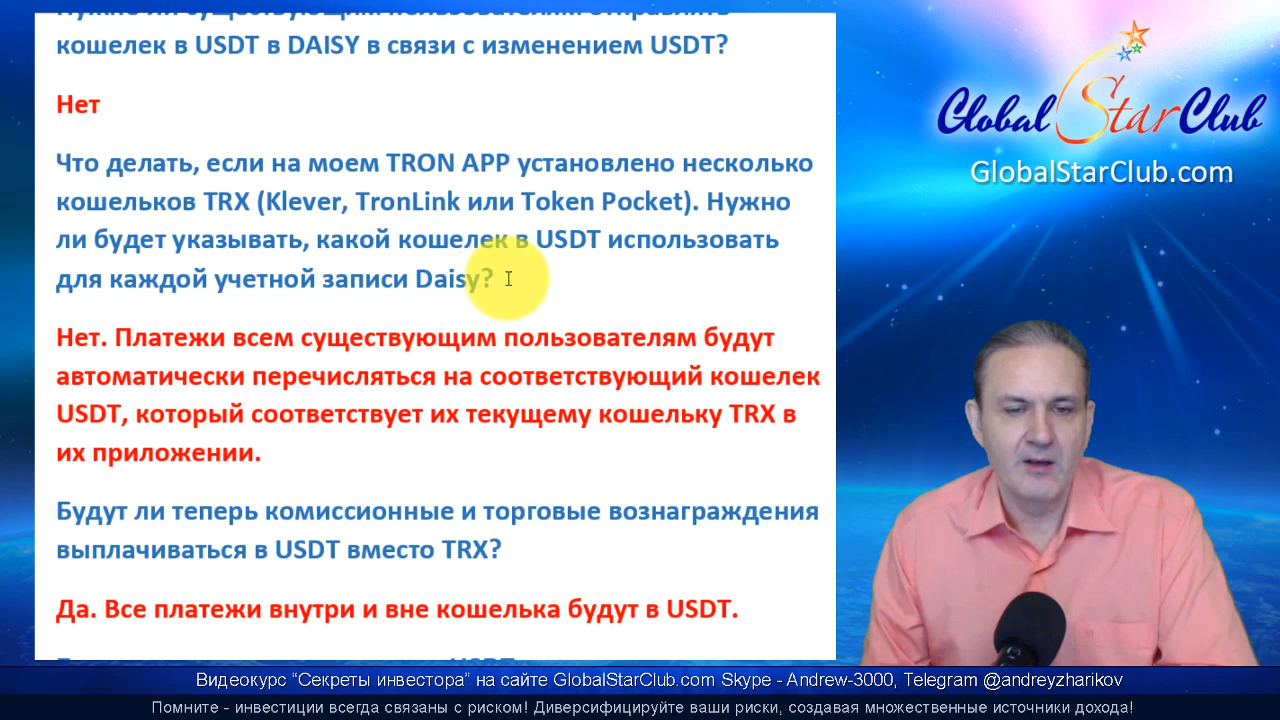 Нужно ли существующим пользователям отправлять
кошелек в USDT в DAISY в связи с изменением USDT?
Нет
Что делать, если на моем TRON APP установлено несколько
кошельков TRX (Klever, TronLink или Token Pocket). Нужно
ли будет указывать, какой кошелек в USDT использовать
для каждой учетной записи Daisy?
Нет. Платежи всем существующим пользователям будут
автоматически перечисляться на соответствующий кошелек
USDT, который соответствует их текущему кошельку TRX в
их приложении.
Будут ли теперь комиссионные и торговые вознаграждения
выплачиваться в USDT вместо TRX?
Да. Все платежи внутри и вне кошелька будут в USDT.
Global Star Club
GlobalStarClub.com
Видеокурс “Секреты инвестора” на сайте GlobalStarClub.com Skype - Andrew-3000, Telegram @andreyzharikov
Помните - инвестиции всегда связаны с риском! Диверсифицируйте ваши риски, создавая множественные источники дохода!